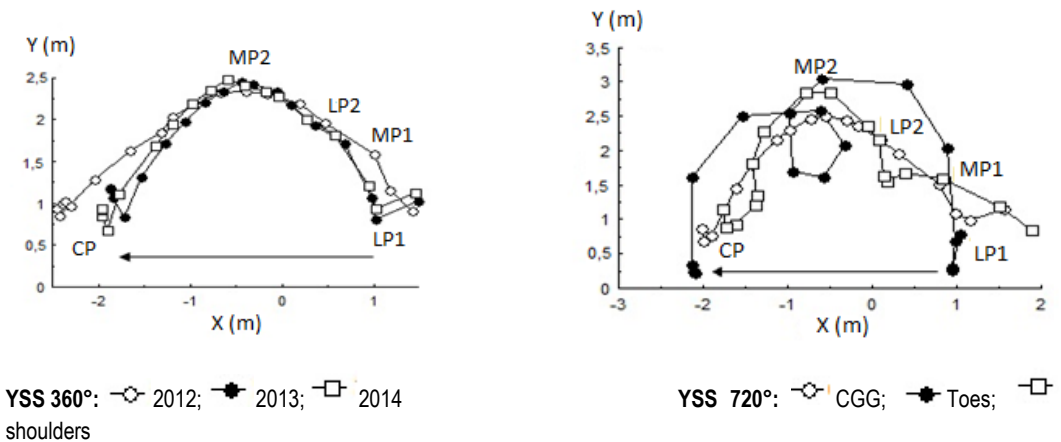 Y (m)
2,5
2
1,5
1
0,5
0
-2
-1
0
1
X (m)
MP2
LP2
MP1
LP1
CP
Y (m)
3,5
3
2,5
2
1,5
1
0,5
0
-3
-2
-1
0
1
2
X (m)
MP2
LP2
MP1
LP1
CP
YSS 360°: 2012; 2013; 2014
shoulders
YSS 720°: CGG; Toes;